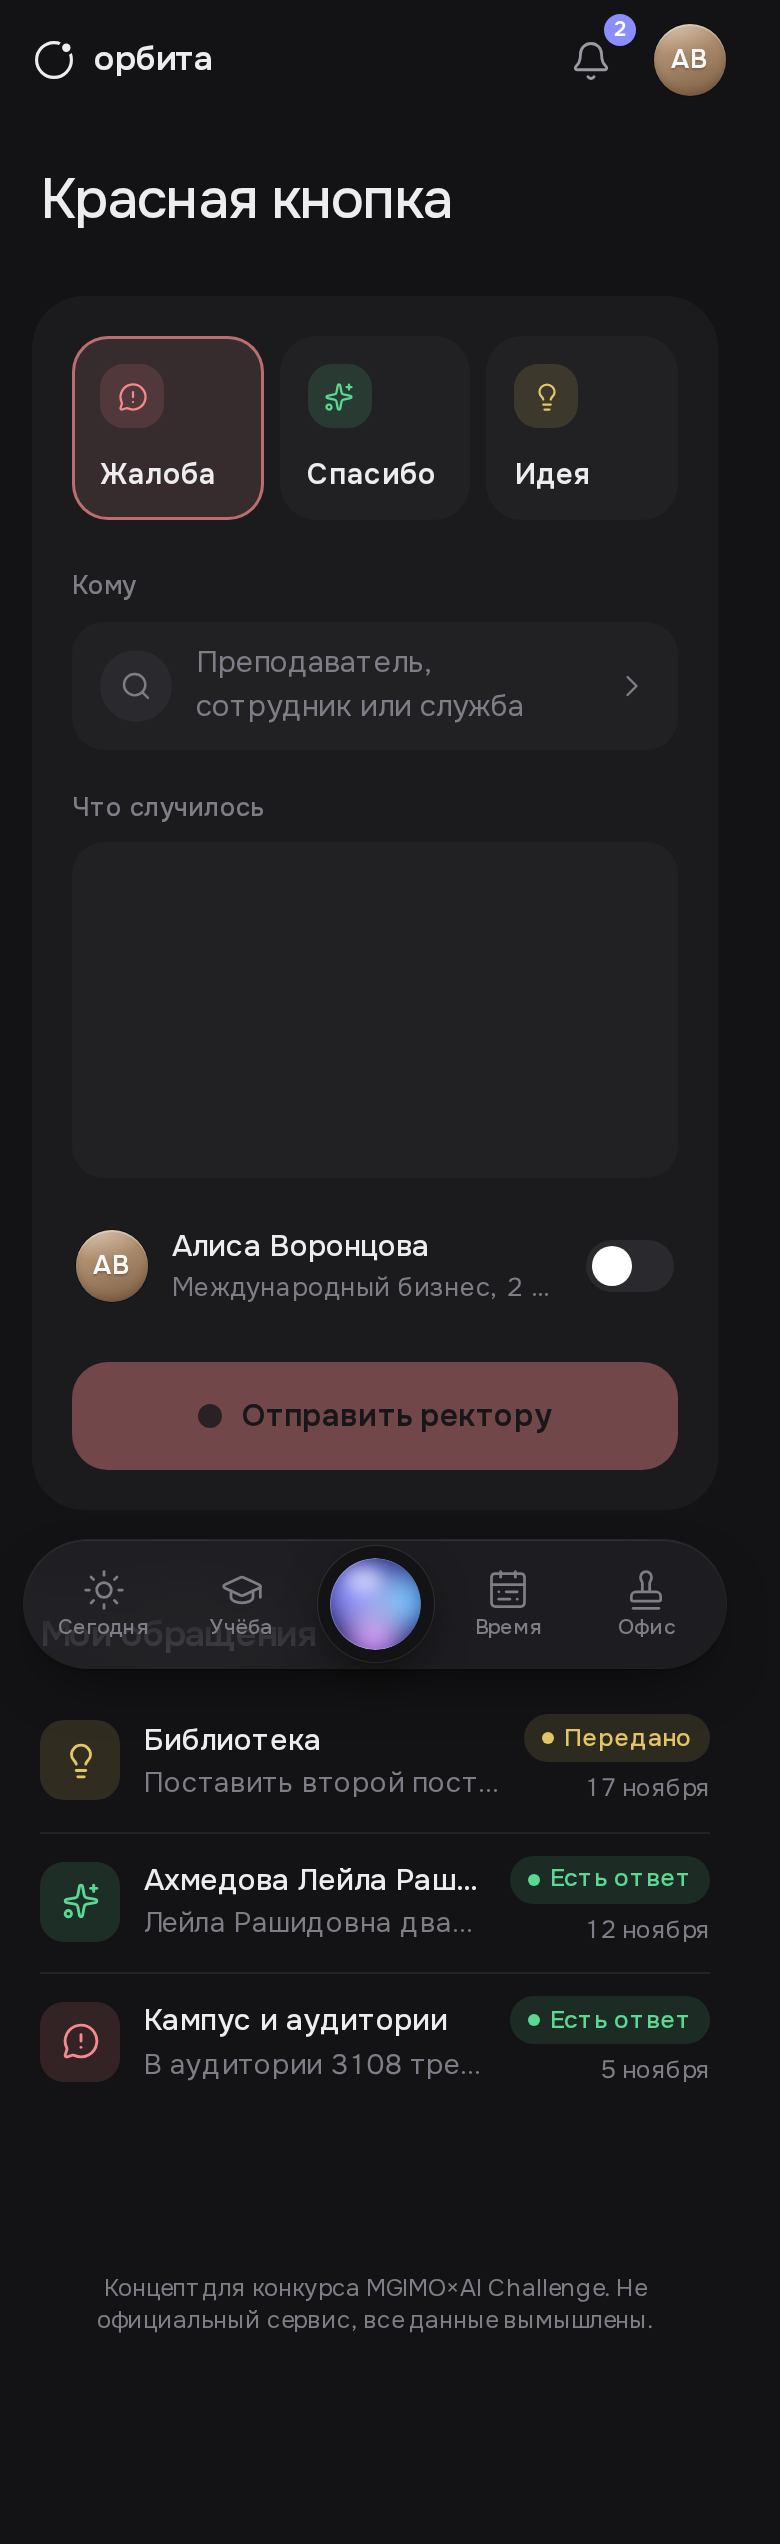 орбита
2
АВ
Красная кнопка
Жалоба
Спасибо
Идея
Кому
Преподаватель,
сотрудник или служба
Что случилось
АВ
Алиса Воронцова
Международный бизнес, 2 ...
Отправить ректору
Сегодня
Учёба
Время
Офис
Мои обращения
Библиотека
Передано
Поставить второй пост...
17 ноября
Ахмедова Лейла Раш...
Есть ответ
Лейла Рашидовна два...
12 ноября
Кампус и аудитории
Есть ответ
В аудитории 3108 тре...
5 ноября
Концепт для конкурса MGIMO×AI Challenge. Не
официальный сервис, все данные вымышлены.